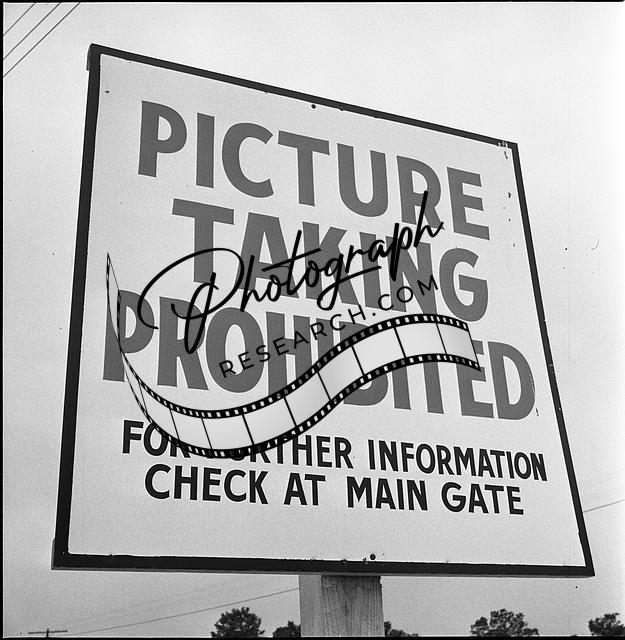 PICTURE
TAKING
PROHIBITED
Photograph
RESEARCH.COM
FOR FURTHER INFORMATION
CHECK AT MAIN GATE